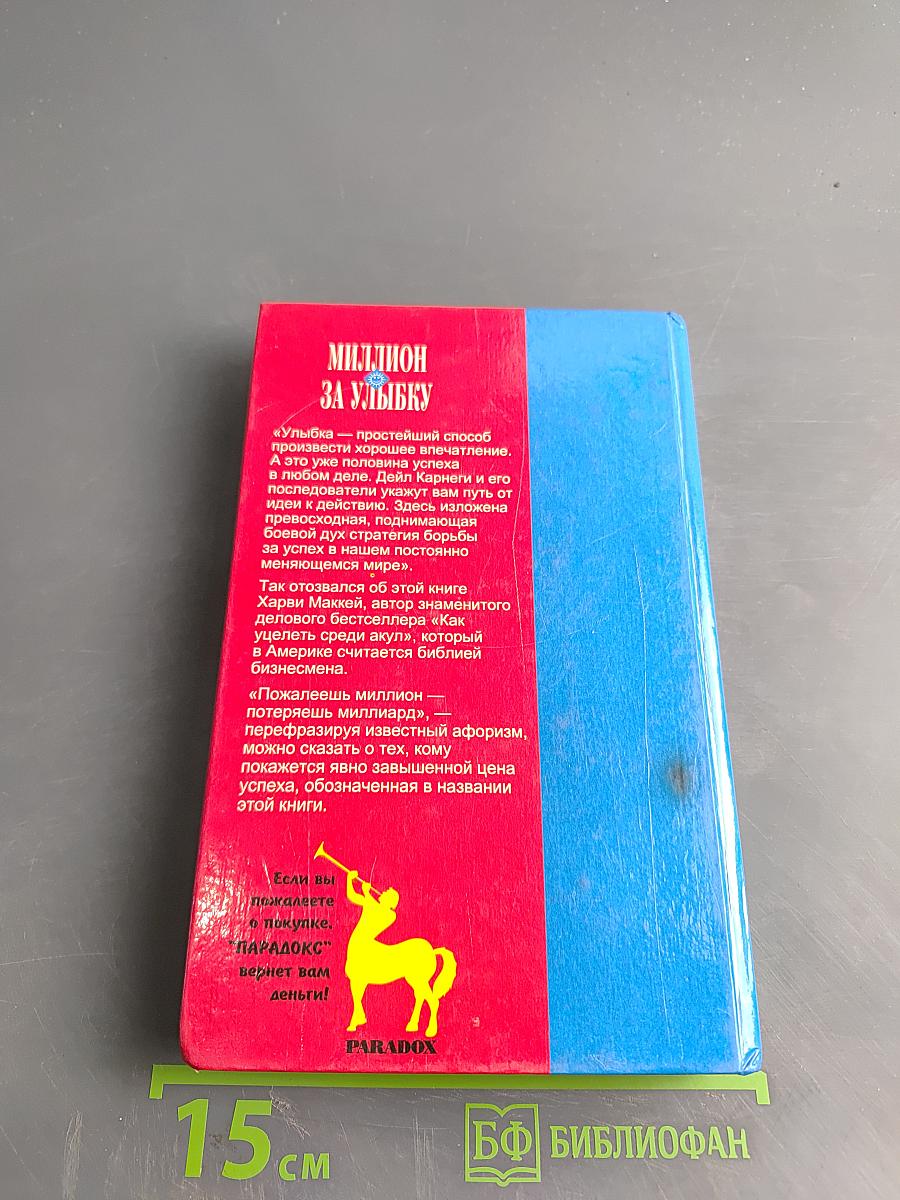 МИЛЛИОН
ЗА УЛЫБКУ
«Улыбка — простейший способ
произвести хорошее впечатление.
А это уже половина успеха
в любом деле. Дейл Карнеги и его
последователи укажут вам путь от
идеи к действию. Здесь изложена
превосходная, поднимающая
боевой дух стратегия борьбы
за успех в нашем постоянно
меняющемся мире».
Так отозвался об этой книге
Харви Маккей, автор знаменитого
делового бестселлера «Как
уцелеть среди акул», который
в Америке считается библией
бизнесмена.
«Пожалеешь миллион —
потеряешь миллиард», —
перефразируя известный афоризм,
можно сказать о тех, кому
покажется явно завышенной цена
успеха, обозначенная в названии
этой книги.
Если вы
пожалеете
о покупке,
"ПАРАДОКС"
вернет вам
деньги!
PARADOX
15 см
БФ БИБЛИОФАН